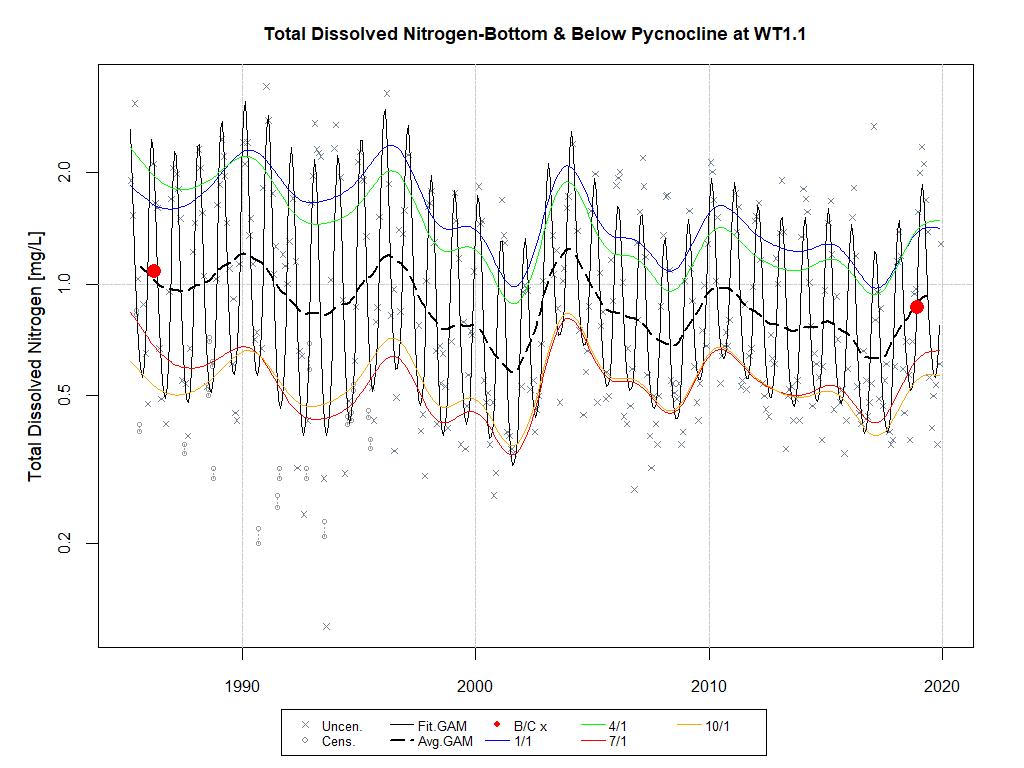 Total Dissolved Nitrogen-Bottom & Below Pycnocline at WT1.1
Total Dissolved Nitrogen [mg/L]
2.0
1.0
0.5
0.2
1990 2000 2010 2020
Uncen. Fit.GAM B/C x 4/1 10/1
Cens. Avg.GAM 1/1 7/1